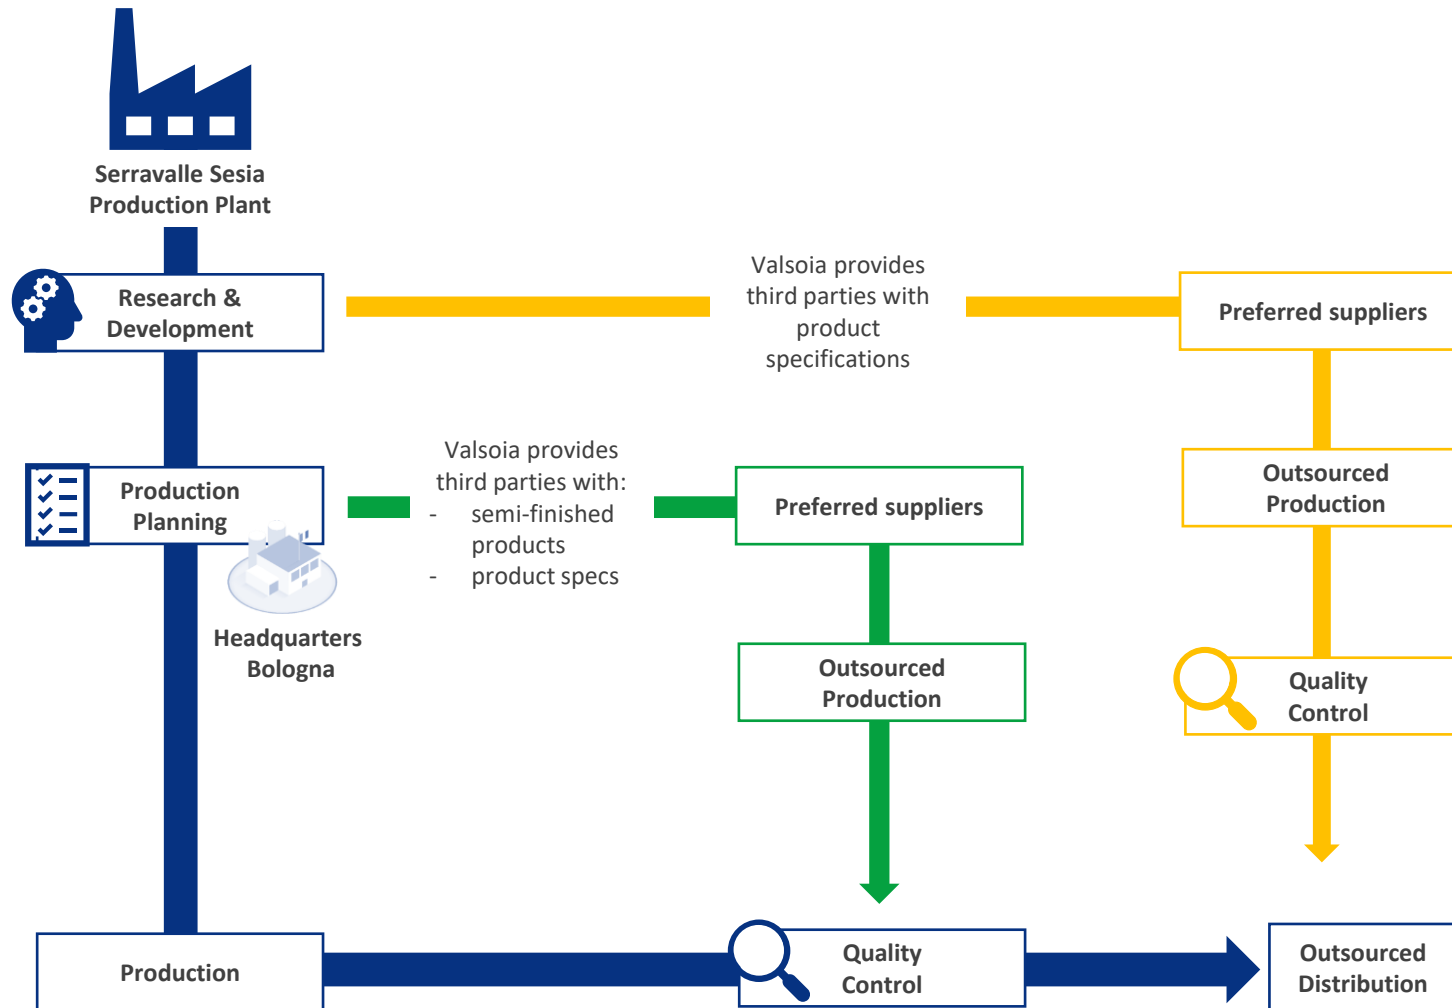 Serravalle Sesia
Production Plant
Research &
Development
Valsoia provides
third parties with
product
specifications
Preferred suppliers
Production
Planning
Headquarters
Bologna
Valsoia provides
third parties with:
- semi-finished
products
- product specs
Preferred suppliers
Outsourced
Production
Outsourced
Production
Quality
Control
Production
Quality
Control
Outsourced
Distribution